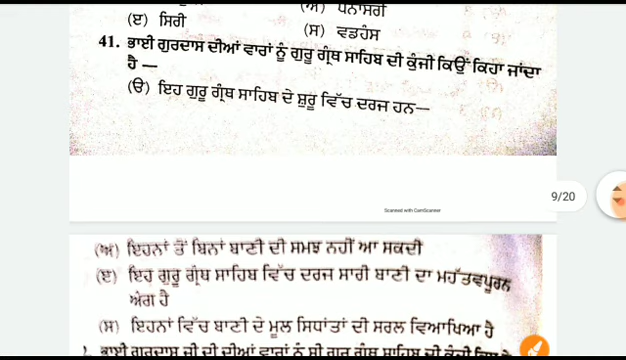 (ੲ) ਸਿਰੀ
(ਸ) ਵਡਹੰਸ
41. ਭਾਈ ਗੁਰਦਾਸ ਦੀਆਂ ਵਾਰਾਂ ਨੂੰ ਗੁਰੂ ਗ੍ਰੰਥ ਸਾਹਿਬ ਦੀ ਕੁੰਜੀ ਕਿਉਂ ਕਿਹਾ ਜਾਂਦਾ
ਹੈ —
(ੳ) ਇਹ ਗੁਰੂ ਗ੍ਰੰਥ ਸਾਹਿਬ ਦੇ ਸ਼ੁਰੂ ਵਿੱਚ ਦਰਜ ਹਨ—
9/20
Scanned with CamScanner
(ਅ) ਇਹਨਾਂ ਤੋਂ ਬਿਨਾਂ ਬਾਣੀ ਦੀ ਸਮਝ ਨਹੀਂ ਆ ਸਕਦੀ
(ੲ) ਇਹ ਗੁਰੂ ਗ੍ਰੰਥ ਸਾਹਿਬ ਵਿੱਚ ਦਰਜ ਸਾਰੀ ਬਾਣੀ ਦਾ ਮਹੱਤਵਪੂਰਨ
ਅੰਗ ਹੈ
(ਸ) ਇਹਨਾਂ ਵਿੱਚ ਬਾਣੀ ਦੇ ਮੂਲ ਸਿਧਾਂਤਾਂ ਦੀ ਸਰਲ ਵਿਆਖਿਆ ਹੈ